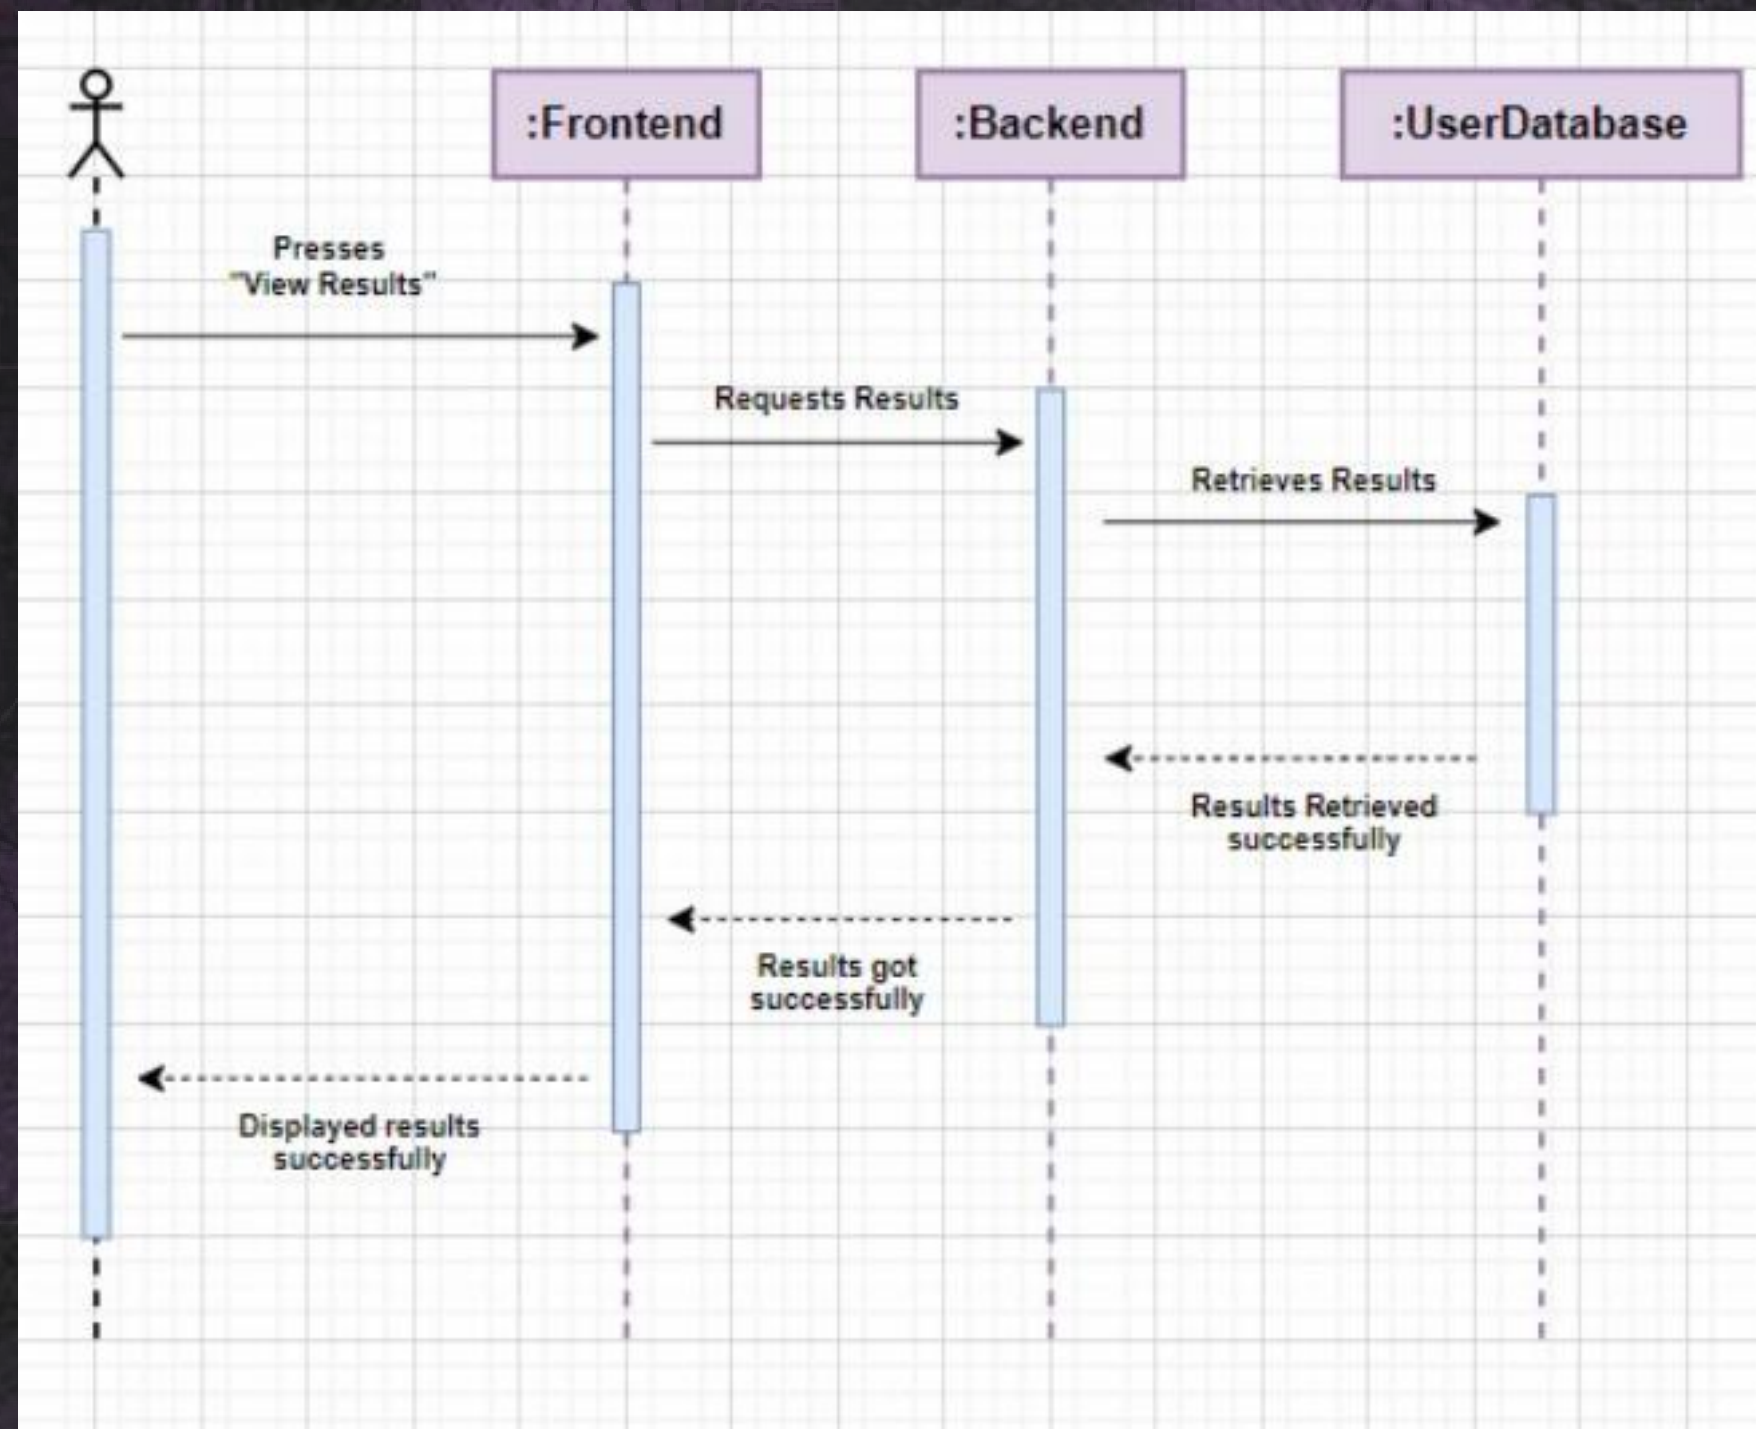 :Frontend
:Backend
:UserDatabase
Presses
"View Results"
Requests Results
Retrieves Results
Results Retrieved
successfully
Results got
successfully
Displayed results
successfully